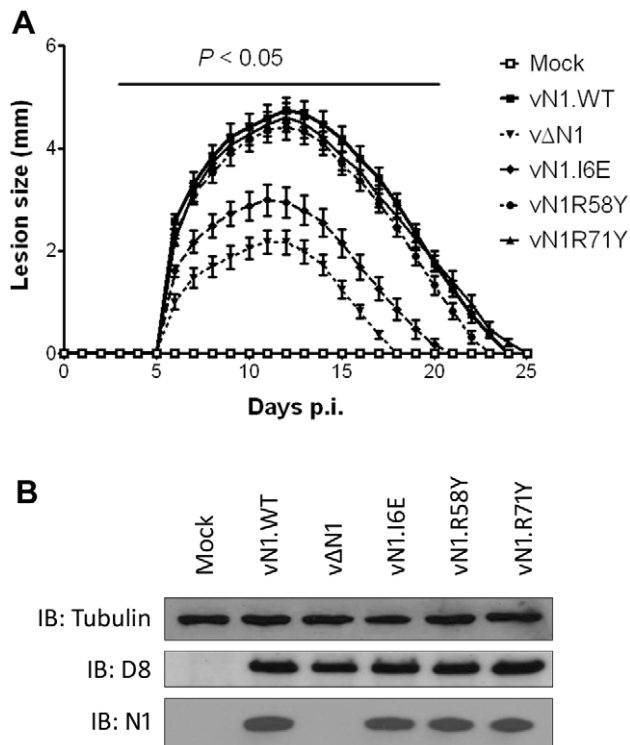 A
P < 0.05
6
4
2
0
Lesion size (mm)
0 5 10 15 20 25
Days p.i.
Mock
vN1.WT
vΔN1
vN1.I6E
vN1R58Y
vN1R71Y
B
Mock vN1.WT vΔN1 vN1.I6E vN1.R58Y vN1.R71Y
IB: Tubulin
IB: D8
IB: N1